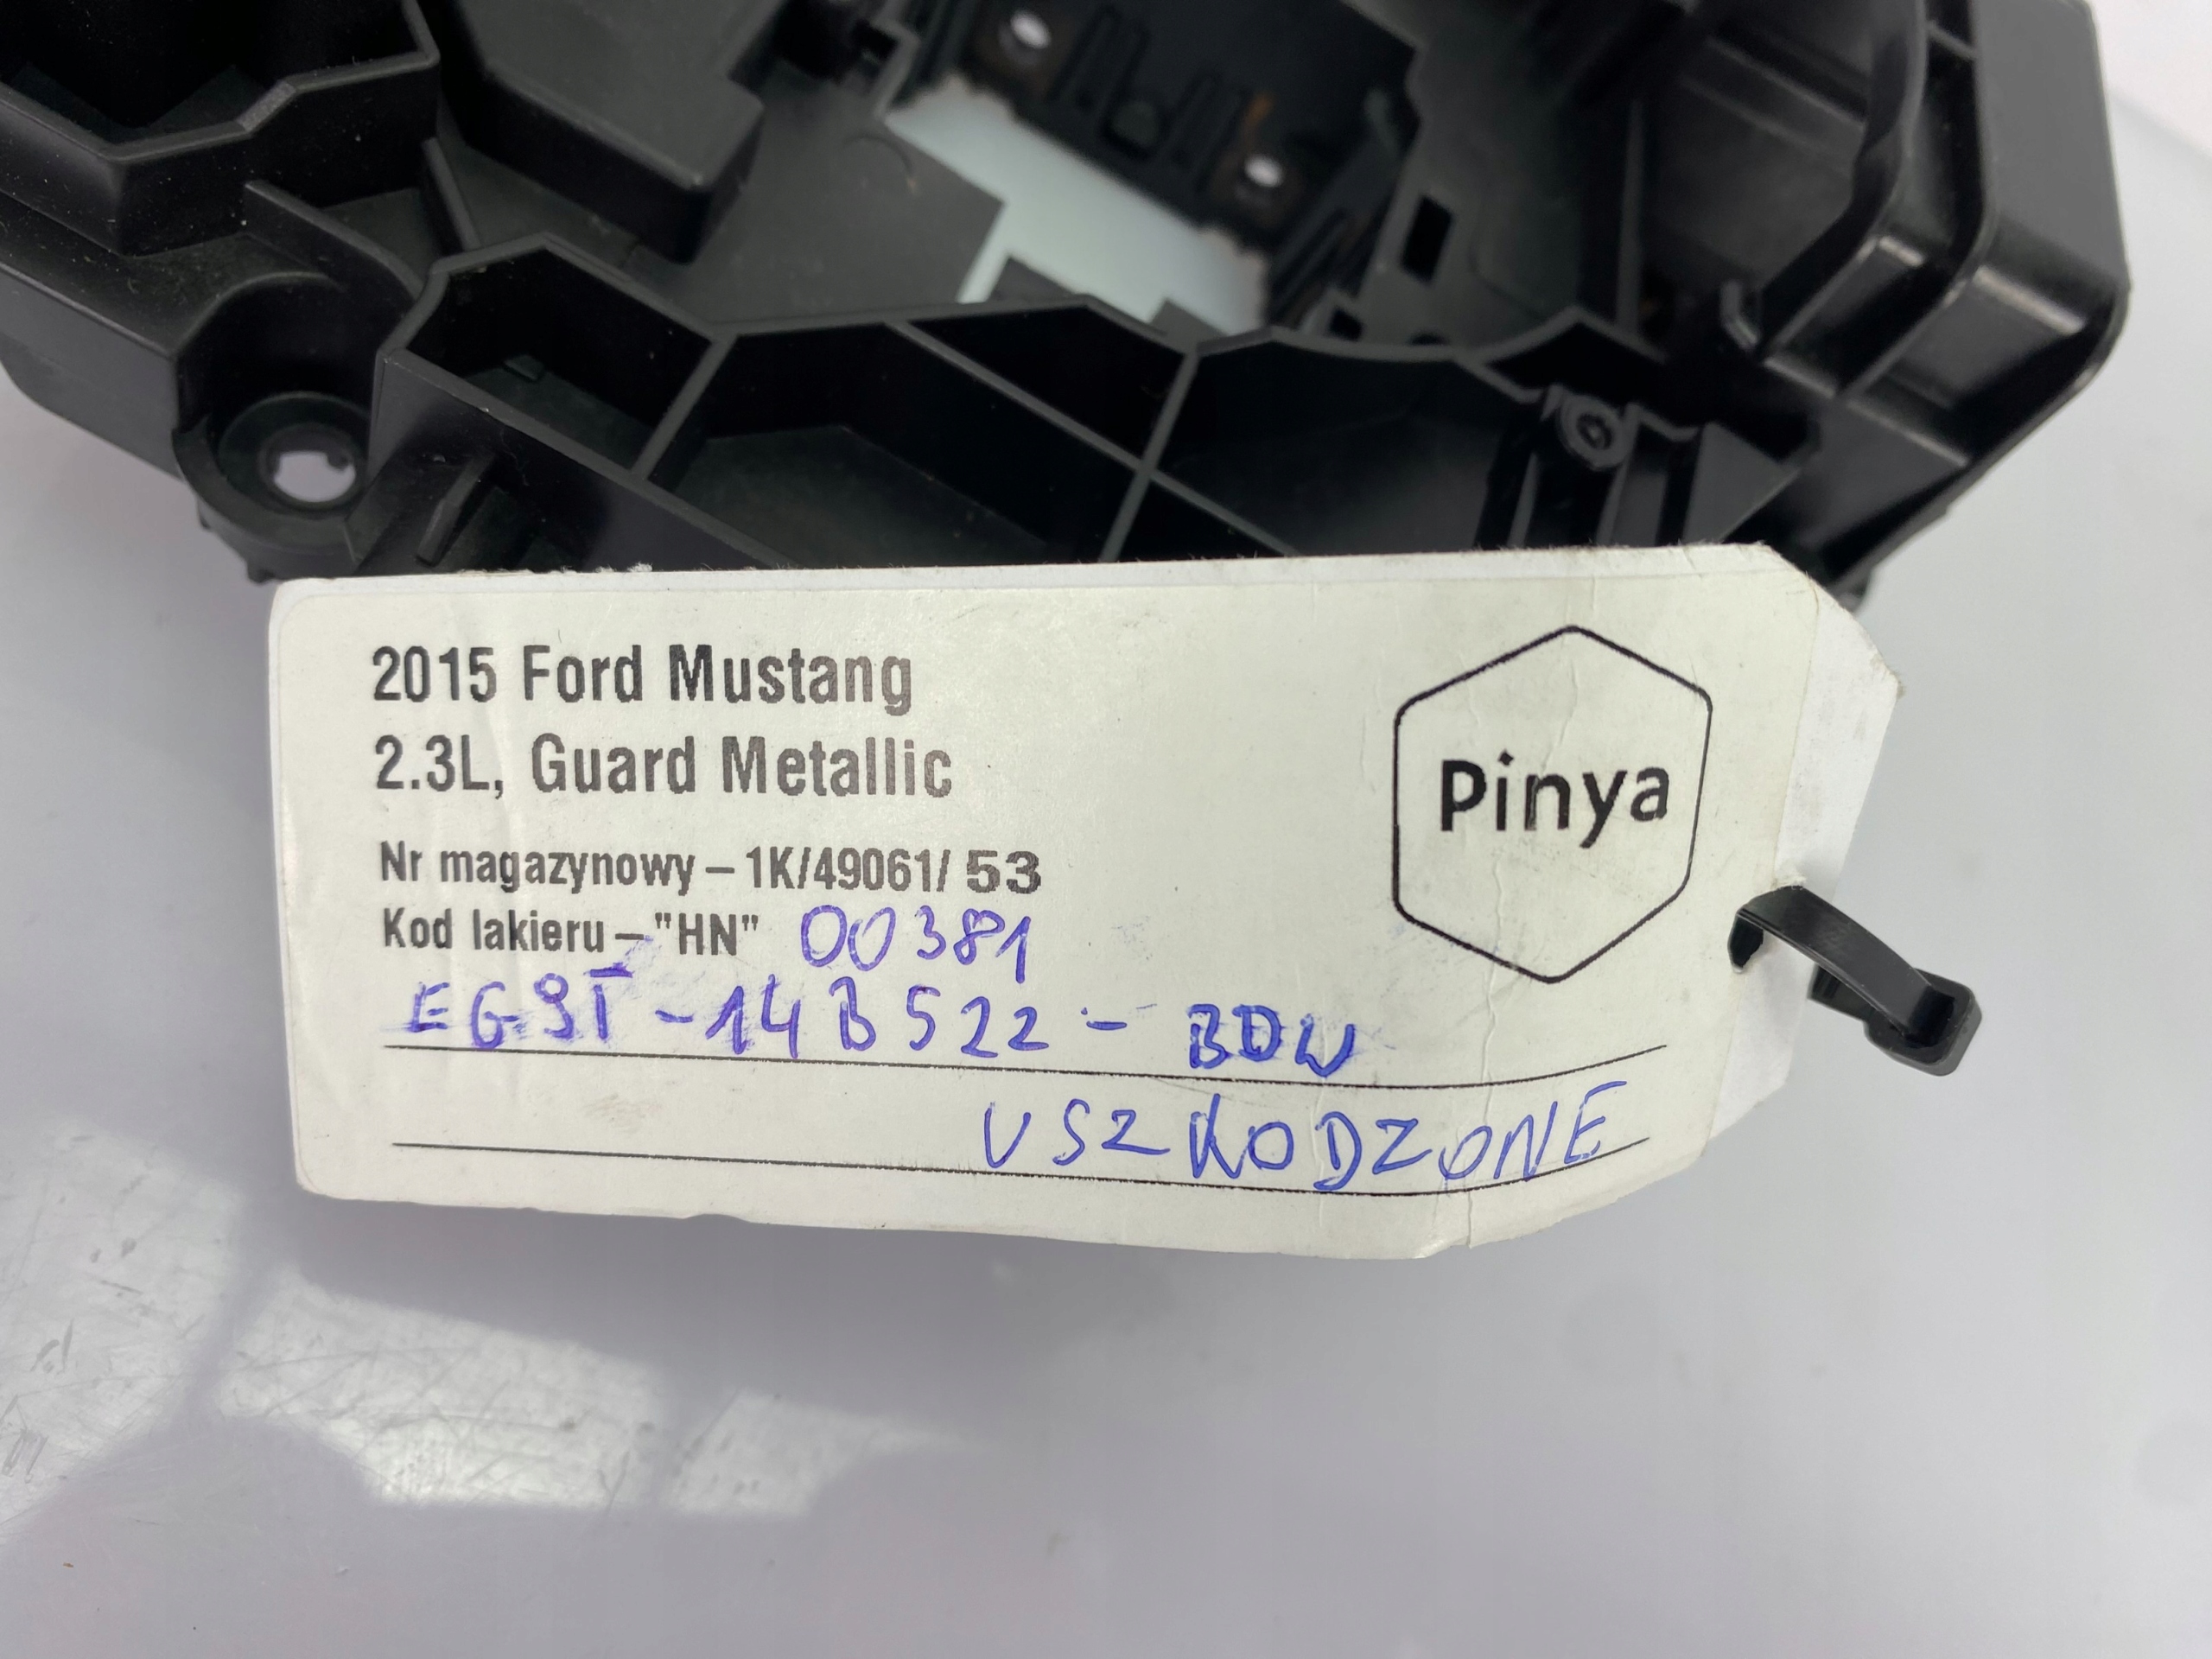 2015 Ford Mustang
2.3L, Guard Metallic
Pinya
Nr magazynowy – 1K/49061/ 53
Kod lakieru – "HN" 00381
EG9T-14B522-BDW
USZKODZONE